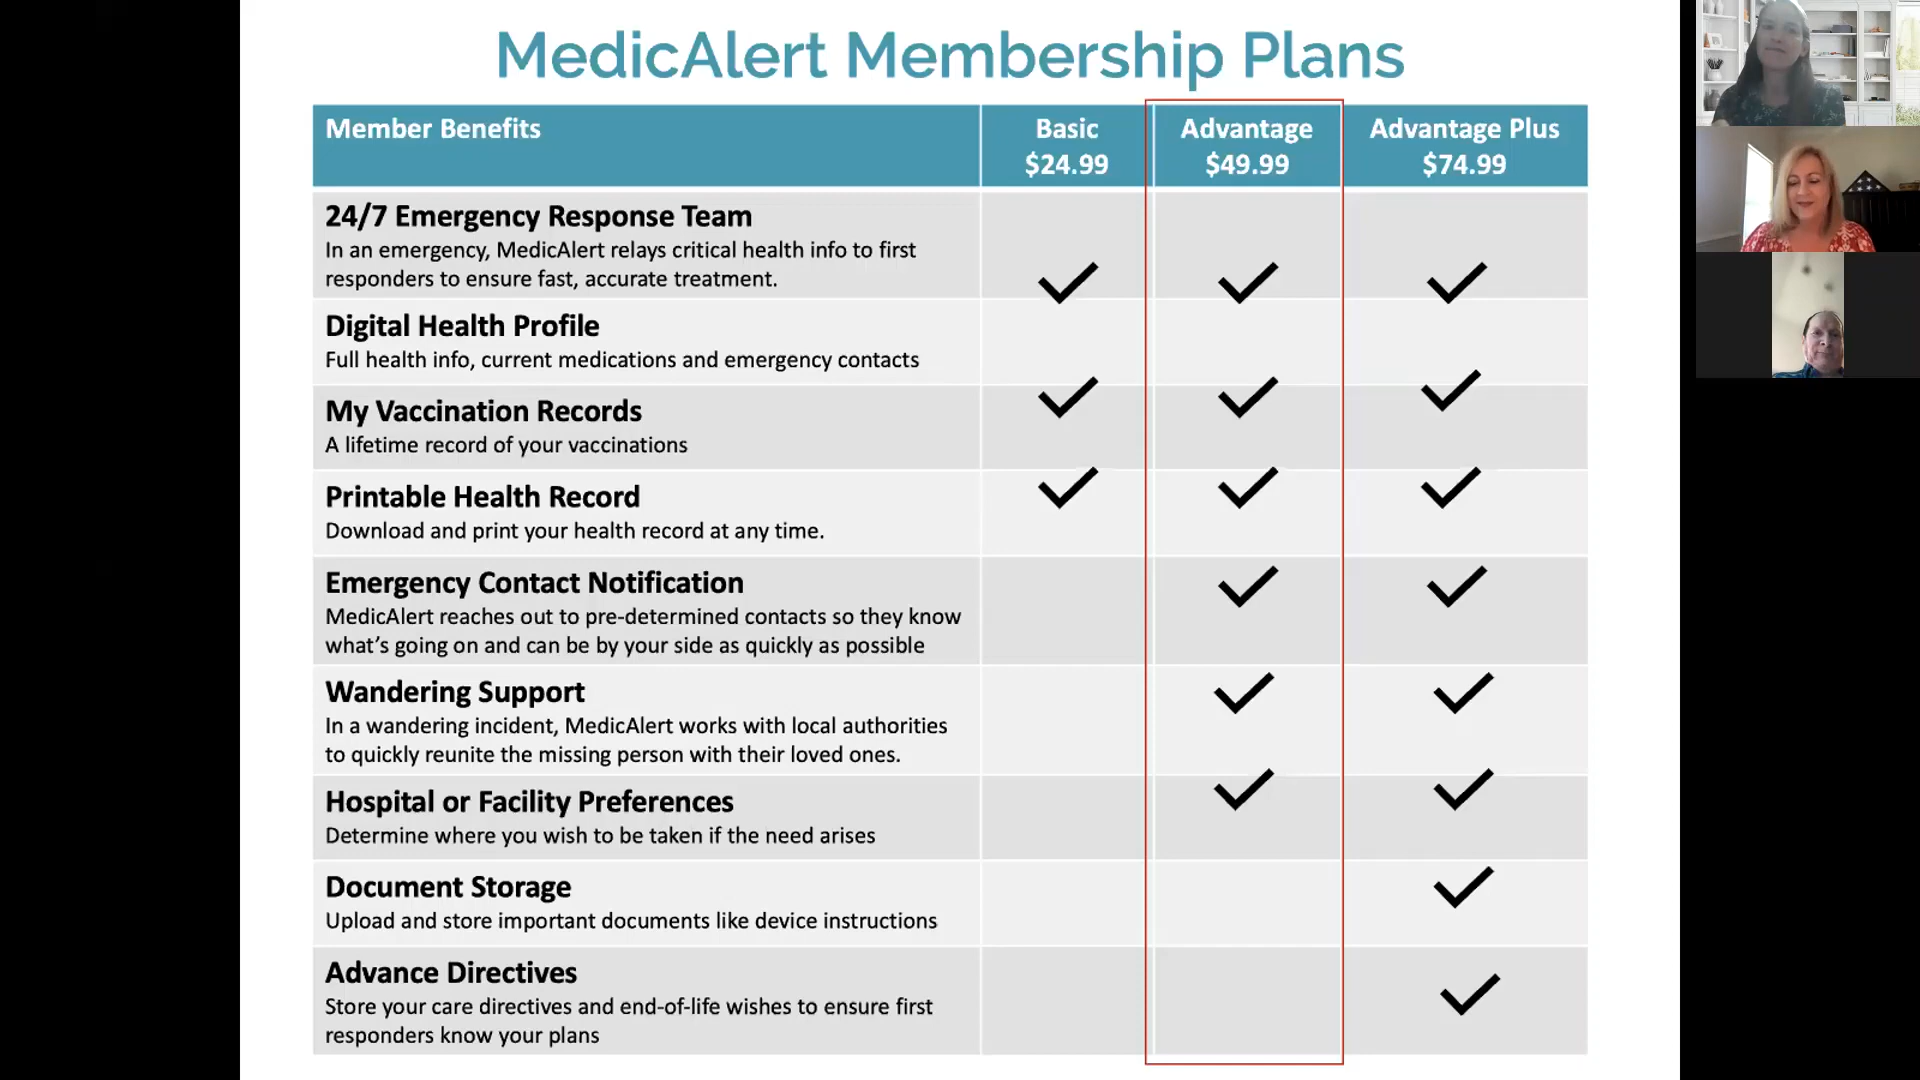 MedicAlert Membership Plans
Member Benefits
Basic
$24.99
Advantage
$49.99
Advantage Plus
$74.99
24/7 Emergency Response Team
In an emergency, MedicAlert relays critical health info to first
responders to ensure fast, accurate treatment.
Digital Health Profile
Full health info, current medications and emergency contacts
My Vaccination Records
A lifetime record of your vaccinations
Printable Health Record
Download and print your health record at any time.
Emergency Contact Notification
MedicAlert reaches out to pre-determined contacts so they know
what’s going on and can be by your side as quickly as possible
Wandering Support
In a wandering incident, MedicAlert works with local authorities
to quickly reunite the missing person with their loved ones.
Hospital or Facility Preferences
Determine where you wish to be taken if the need arises
Document Storage
Upload and store important documents like device instructions
Advance Directives
Store your care directives and end-of-life wishes to ensure first
responders know your plans